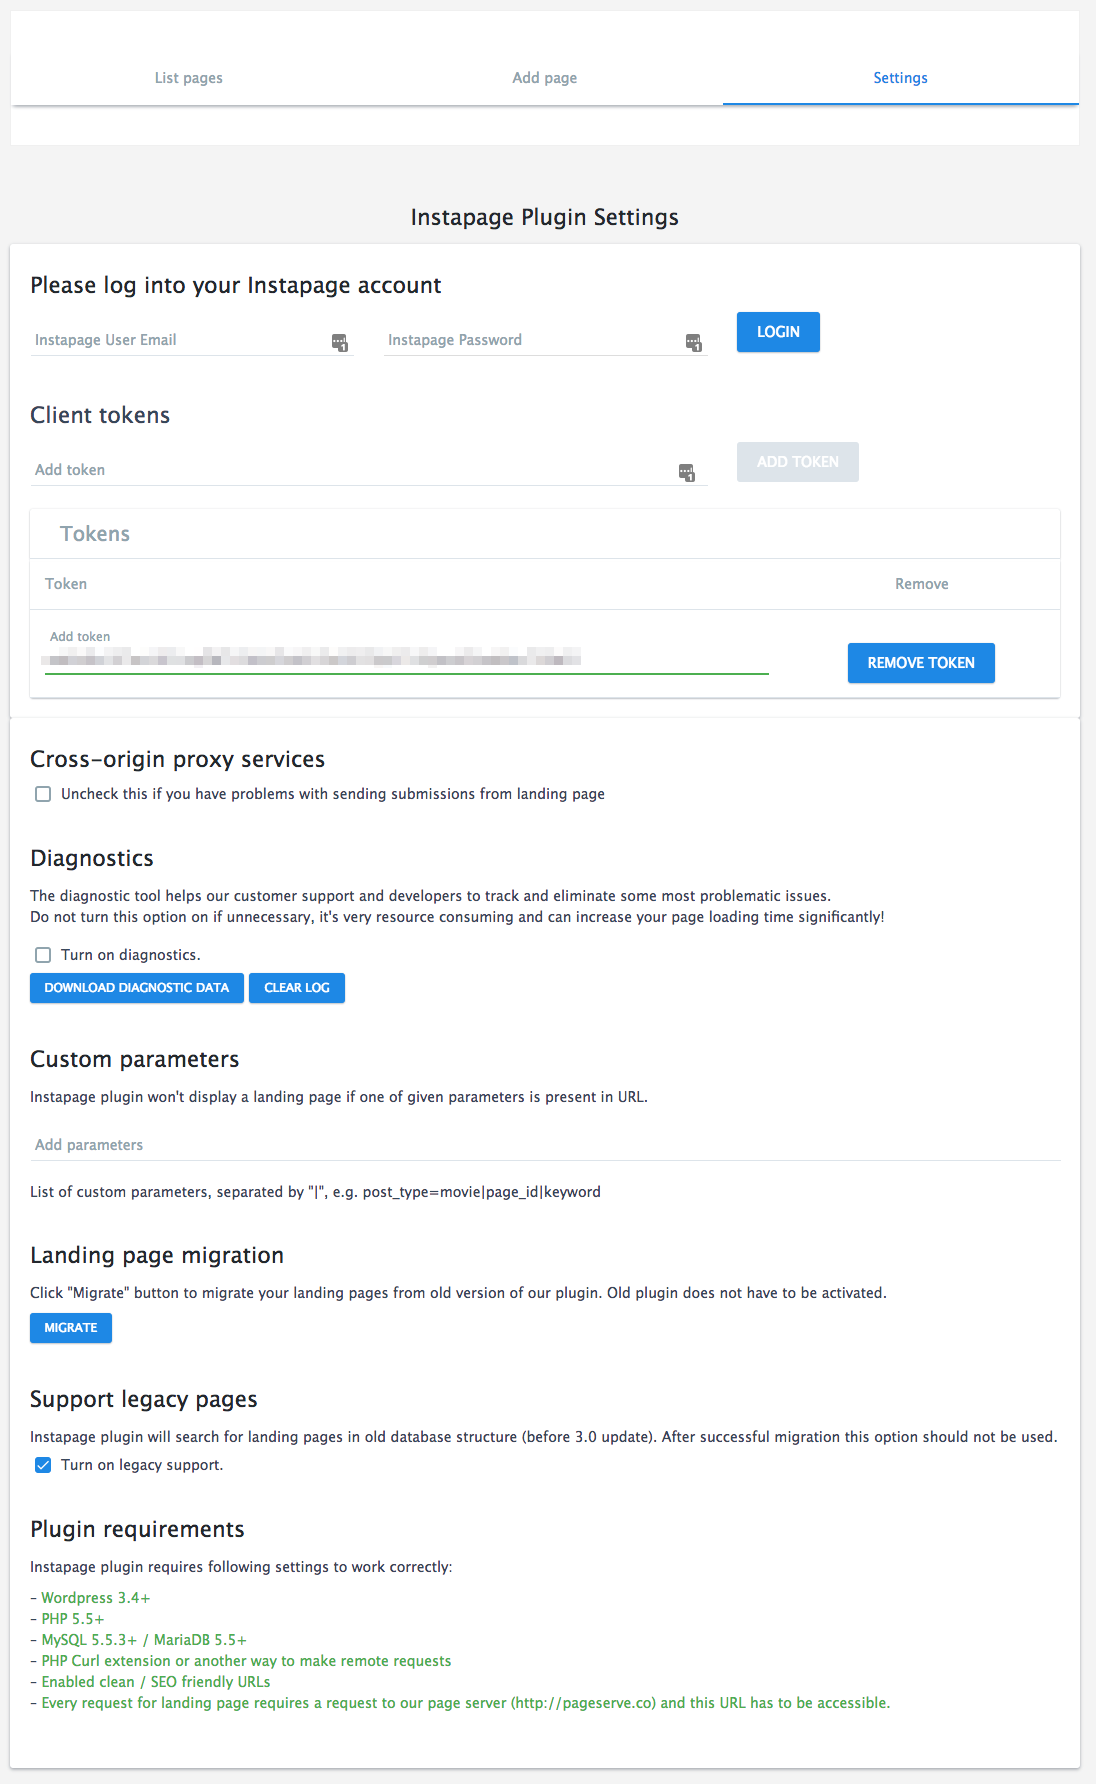 List pages Add page Settings
Instapage Plugin Settings
Please log into your Instapage account
Instapage User Email Instapage Password LOGIN
Client tokens
Add token ADD TOKEN
Tokens
Token Remove
Add token
REMOVE TOKEN
Cross-origin proxy services
Uncheck this if you have problems with sending submissions from landing page
Diagnostics
The diagnostic tool helps our customer support and developers to track and eliminate some most problematic issues.
Do not turn this option on if unnecessary, it's very resource consuming and can increase your page loading time significantly!
Turn on diagnostics.
DOWNLOAD DIAGNOSTIC DATA CLEAR LOG
Custom parameters
Instapage plugin won't display a landing page if one of given parameters is present in URL.
Add parameters
List of custom parameters, separated by "|", e.g. post_type=movie|page_id|keyword
Landing page migration
Click "Migrate" button to migrate your landing pages from old version of our plugin. Old plugin does not have to be activated.
MIGRATE
Support legacy pages
Instapage plugin will search for landing pages in old database structure (before 3.0 update). After successful migration this option should not be used.
Turn on legacy support.
Plugin requirements
Instapage plugin requires following settings to work correctly:
- Wordpress 3.4+
- PHP 5.5+
- MySQL 5.5.3+ / MariaDB 5.5+
- PHP Curl extension or another way to make remote requests
- Enabled clean / SEO friendly URLs
- Every request for landing page requires a request to our page server (http://pageserve.co) and this URL has to be accessible.